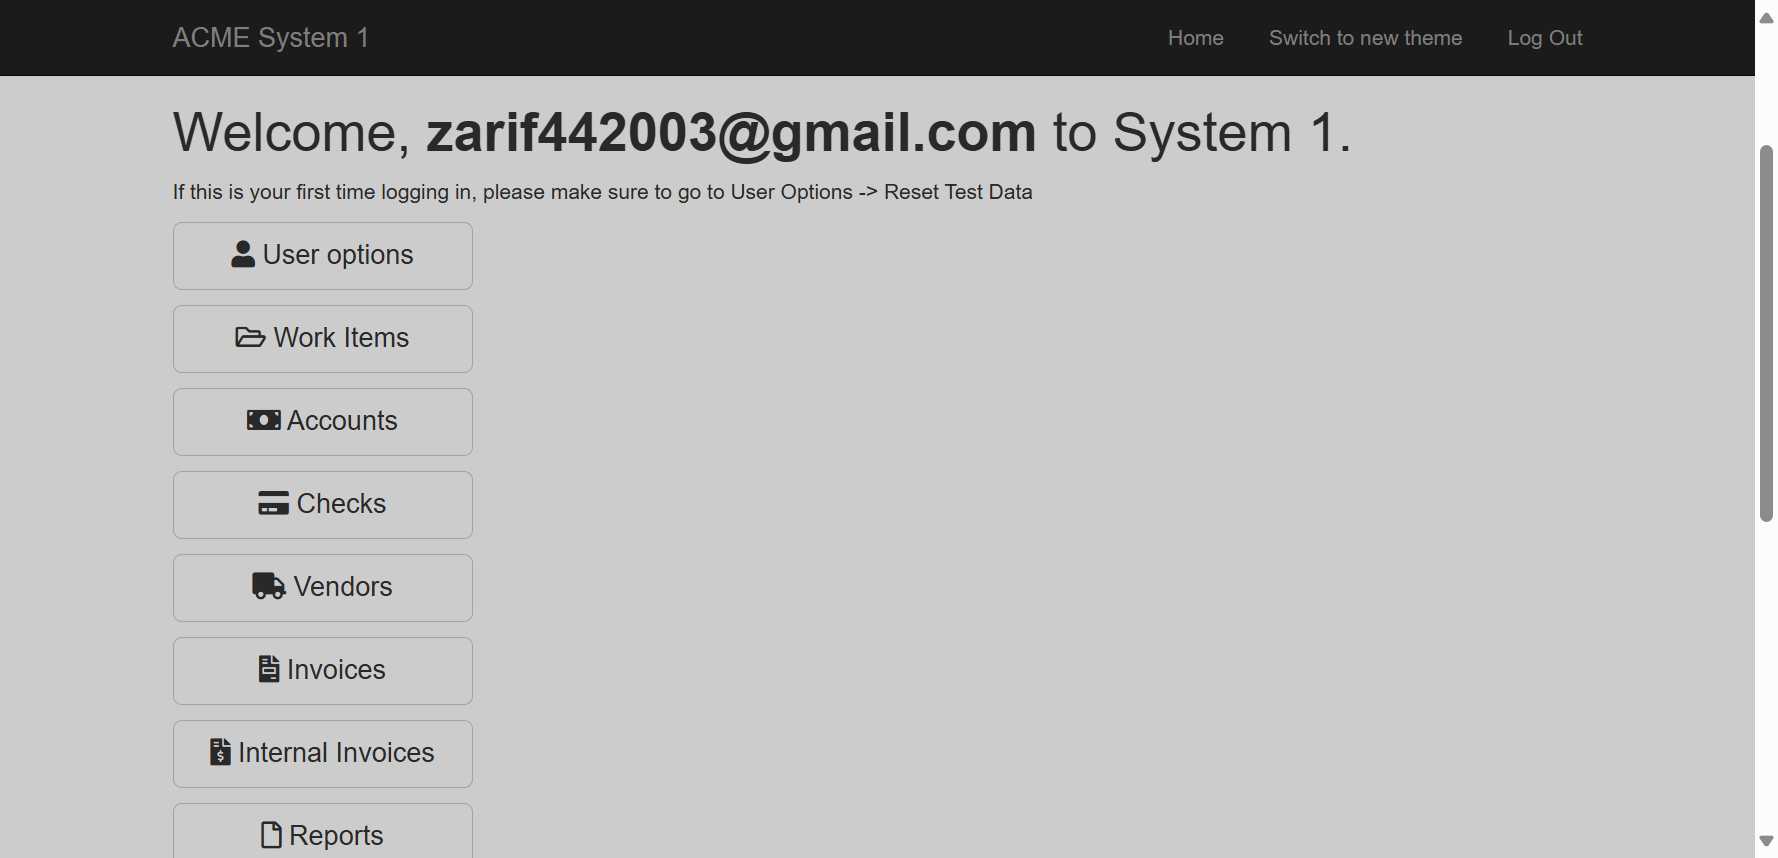 ACME System 1
Home
Switch to new theme
Log Out
Welcome, zarif442003@gmail.com to System 1.
If this is your first time logging in, please make sure to go to User Options -> Reset Test Data
User options
Work Items
Accounts
Checks
Vendors
Invoices
Internal Invoices
Reports